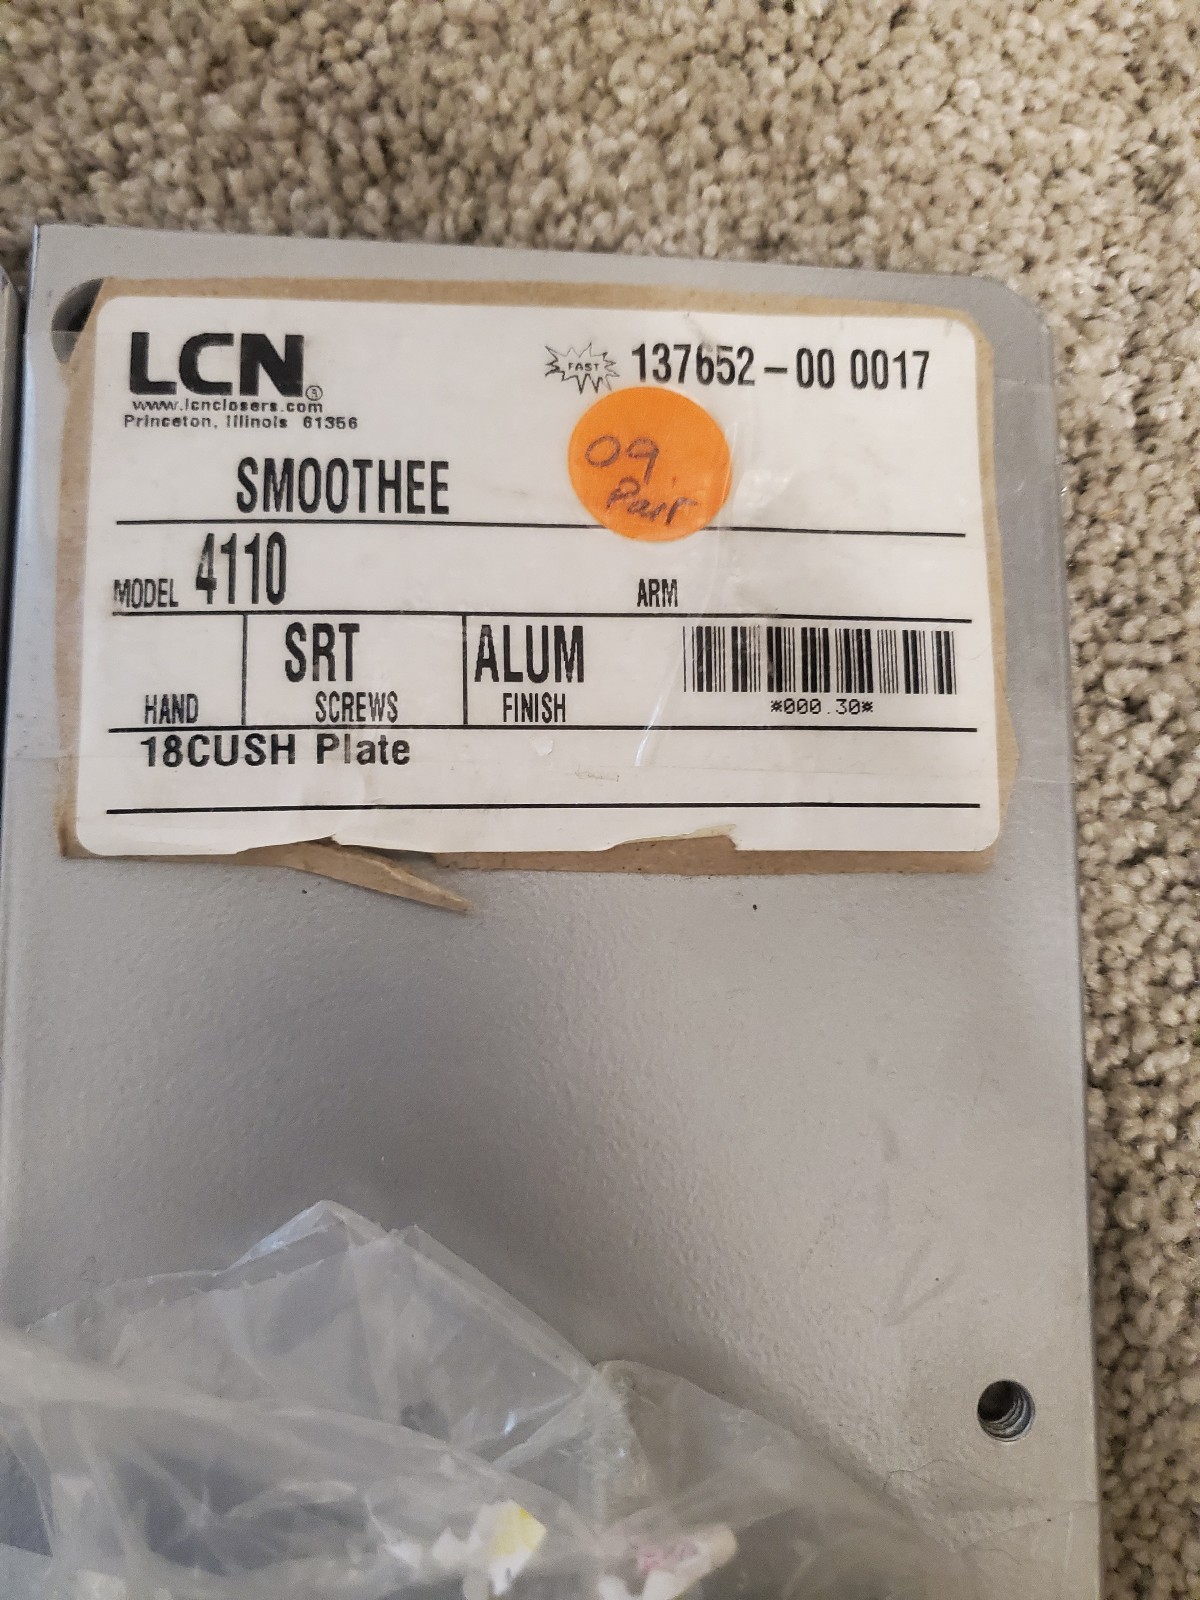 LCN®
www.lcnclosers.com
Princeton, Illinois 61356
FAST 137652-00 0017
09
Pair
SMOOTHEE
MODEL 4110
ARM
HAND
SRT
SCREWS
ALUM
FINISH
*000.30*
18CUSH Plate